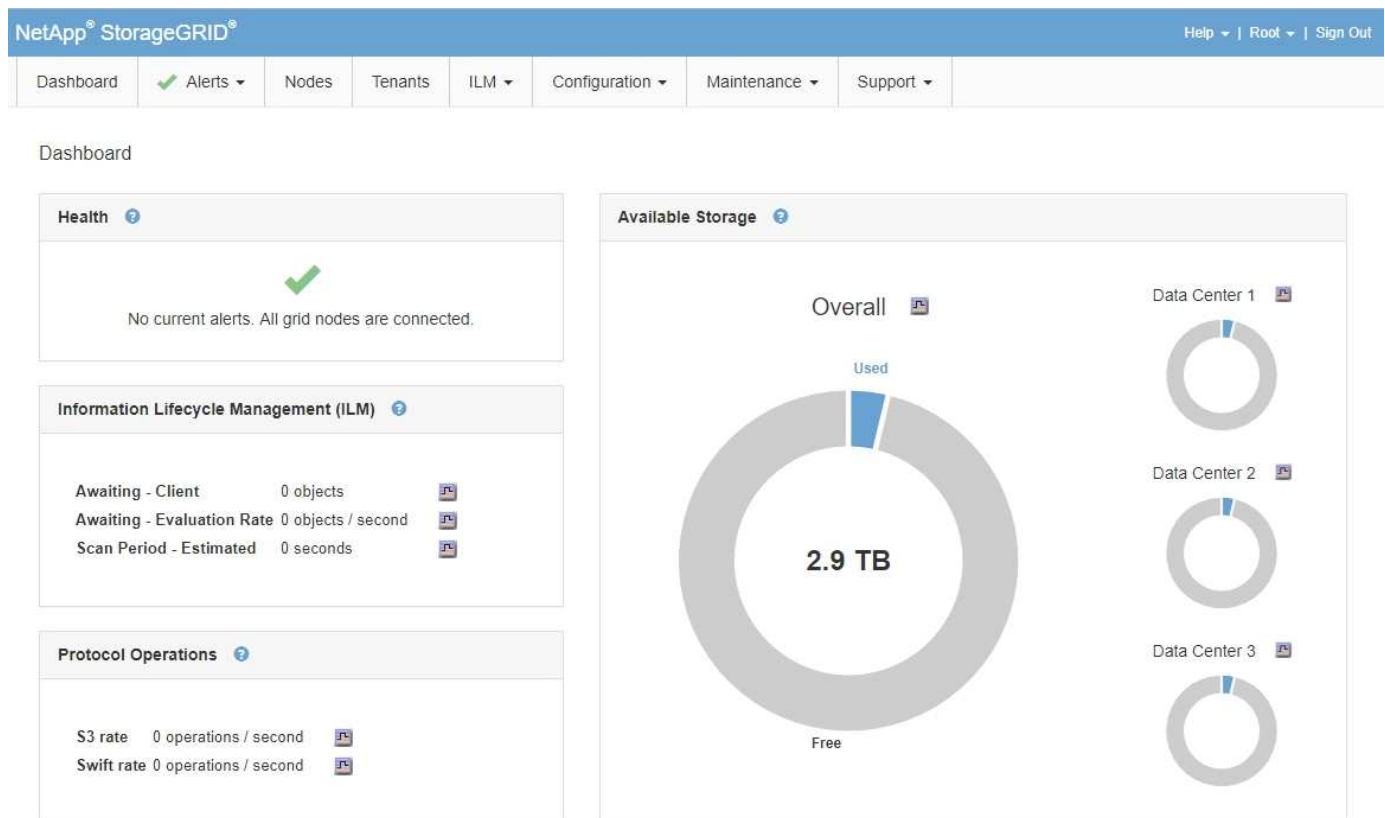 NetApp® StorageGRID®
Help | Root | Sign Out
Dashboard Alerts Nodes Tenants ILM Configuration Maintenance Support
Dashboard
Health
No current alerts. All grid nodes are connected.
Information Lifecycle Management (ILM)
Awaiting - Client 0 objects
Awaiting - Evaluation Rate 0 objects / second
Scan Period - Estimated 0 seconds
Protocol Operations
S3 rate 0 operations / second
Swift rate 0 operations / second
Available Storage
Overall
Used
2.9 TB
Free
Data Center 1
Data Center 2
Data Center 3